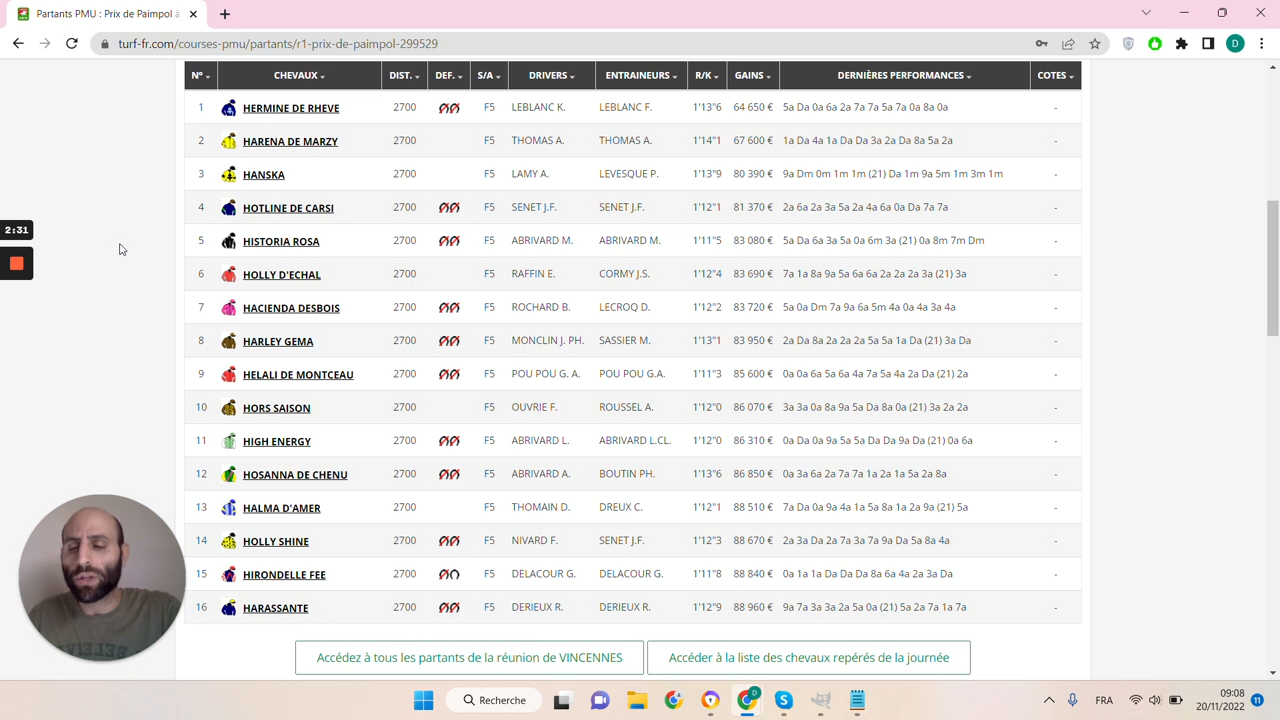 Partants PMU : Prix de Paimpol à
turf-fr.com/courses-pmu/partants/r1-prix-de-paimpol-299529
D
N° CHEVAUX DIST. DEF. S/A DRIVERS ENTRAINEURS R/K GAINS DERNIÈRES PERFORMANCES COTES
1 HERMINE DE RHEVE 2700 F5 LEBLANC K. LEBLANC F. 1'13"6 64 650 € 5a Da 0a 6a 2a 7a 7a 5a 7a 0a 8a 0a -
2 HARENA DE MARZY 2700 F5 THOMAS A. THOMAS A. 1'14"1 67 600 € 1a Da 4a 1a Da Da 3a 2a Da 8a 5a 2a -
3 HANSKA 2700 F5 LAMY A. LEVESQUE P. 1'13"9 80 390 € 9a Dm 0m 1m 1m (21) Da 1m 9a 5m 1m 3m 1m -
4 HOTLINE DE CARSI 2700 F5 SENET J.F. SENET J.F. 1'12"1 81 370 € 2a 6a 2a 3a 5a 2a 4a 6a 0a Da 7a 7a -
5 HISTORIA ROSA 2700 F5 ABRIVARD M. ABRIVARD M. 1'11"5 83 080 € 5a Da 6a 3a 5a 0a 6m 3a (21) 0a 8m 7m Dm -
2:31
6 HOLLY D'ECHAL 2700 F5 RAFFIN E. CORMY J.S. 1'12"4 83 690 € 7a 1a 8a 9a 5a 6a 6a 2a 2a 2a 3a (21) 3a -
7 HACIENDA DESBOIS 2700 F5 ROCHARD B. LECROQ D. 1'12"2 83 720 € 5a 0a Dm 7a 9a 6a 5m 4a 0a 4a 3a 4a -
8 HARLEY GEMA 2700 F5 MONCLIN J. PH. SASSIER M. 1'13"1 83 950 € 2a Da 8a 2a 2a 2a 5a 5a 1a Da (21) 3a Da -
9 HELALI DE MONTCEAU 2700 F5 POU POU G. A. POU POU G.A. 1'11"3 85 600 € 0a 0a 6a 5a 6a 4a 7a 5a 4a 2a Da (21) 2a -
10 HORS SAISON 2700 F5 OUVRIE F. ROUSSEL A. 1'12"0 86 070 € 3a 3a 0a 8a 9a 5a Da 8a 0a (21) 3a 2a 2a -
11 HIGH ENERGY 2700 F5 ABRIVARD L. ABRIVARD L.CL. 1'12"0 86 310 € 0a Da 0a 9a 5a 5a Da Da 9a Da (21) 0a 6a -
12 HOSANNA DE CHENU 2700 F5 ABRIVARD A. BOUTIN PH. 1'13"6 86 850 € 0a 3a 6a 2a 7a 7a 1a 2a 1a 5a 2a 8a -
13 HALMA D'AMER 2700 F5 THOMAIN D. DREUX C. 1'12"1 88 510 € 7a Da 0a 9a 4a 1a 5a 8a 1a 2a 9a (21) 5a -
14 HOLLY SHINE 2700 F5 NIVARD F. SENET J.F. 1'12"3 88 670 € 2a 3a Da 2a 7a 3a 7a 9a Da 5a 8a 4a -
15 HIRONDELLE FEE 2700 F5 DELACOUR G. DELACOUR G. 1'11"8 88 840 € 0a 1a 1a Da Da Da 8a 6a 4a 2a 3a Da -
16 HARASSANTE 2700 F5 DERIEUX R. DERIEUX R. 1'12"9 88 960 € 9a 7a 3a 3a 2a 5a 0a (21) 5a 2a 7a 1a 7a -
Accédez à tous les partants de la réunion de VINCENNES
Accéder à la liste des chevaux repérés de la journée
Recherche
D
FRA
09:08
20/11/2022